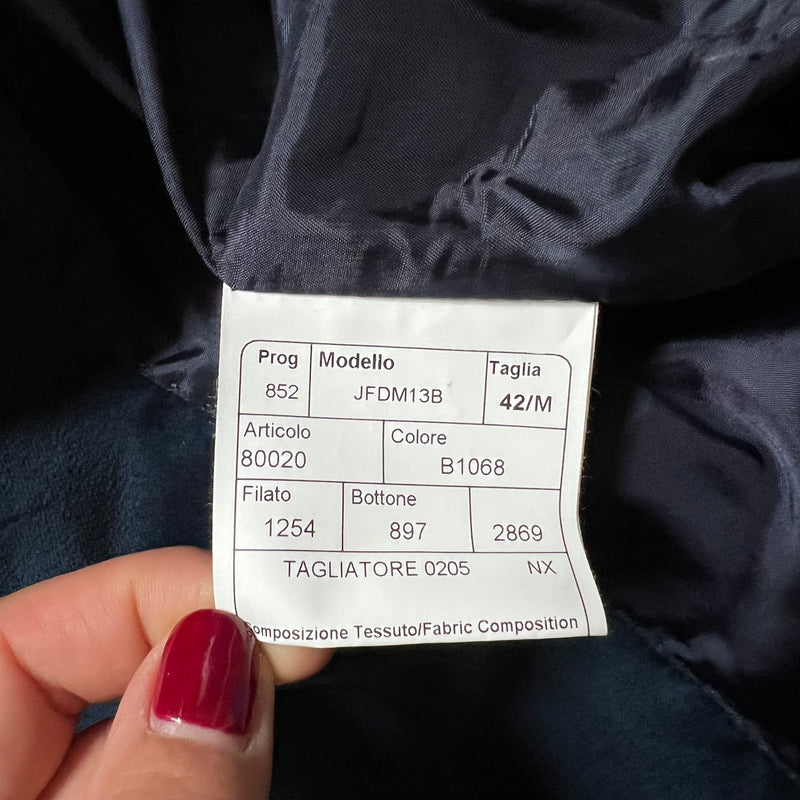 Prog Modello Taglia
852 JFDM13B 42/M
Articolo Colore
80020 B1068
Filato Bottone
1254 897 2869
TAGLIATORE 0205 NX
Composizione Tessuto/Fabric Composition